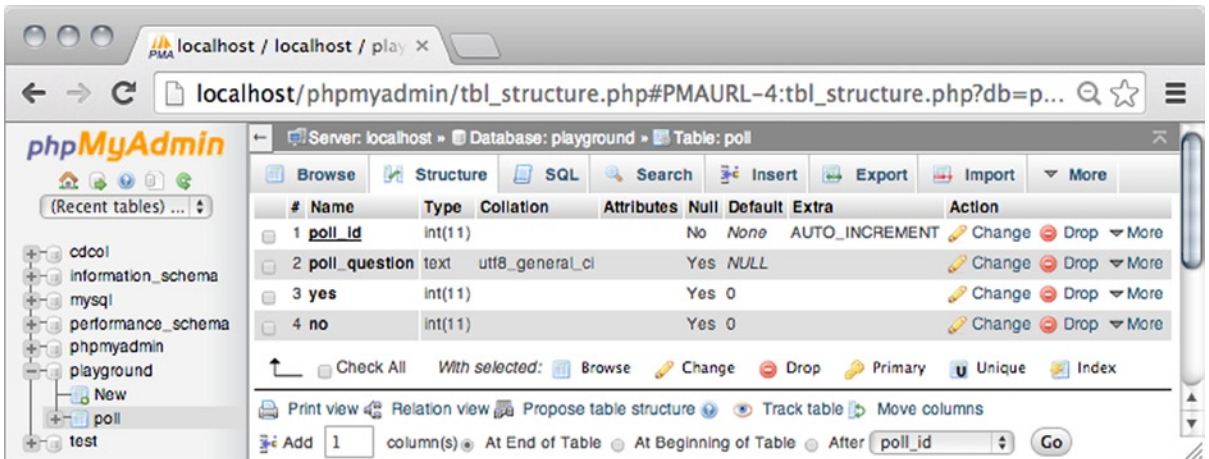 PMA localhost / localhost / play ×
localhost/phpmyadmin/tbl_structure.php#PMAURL-4:tbl_structure.php?db=p...
phpMyAdmin
(Recent tables) ...
cdcol
information_schema
mysql
performance_schema
phpmyadmin
playground
New
poll
test
Server: localhost » Database: playground » Table: poll
Browse Structure SQL Search Insert Export Import More
# Name Type Collation Attributes Null Default Extra Action
1 poll_id int(11) No None AUTO_INCREMENT Change Drop More
2 poll_question text utf8_general_ci Yes NULL Change Drop More
3 yes int(11) Yes 0 Change Drop More
4 no int(11) Yes 0 Change Drop More
Check All With selected: Browse Change Drop Primary U Unique Index
Print view Relation view Propose table structure Track table Move columns
Add 1 column(s) At End of Table At Beginning of Table After poll_id Go